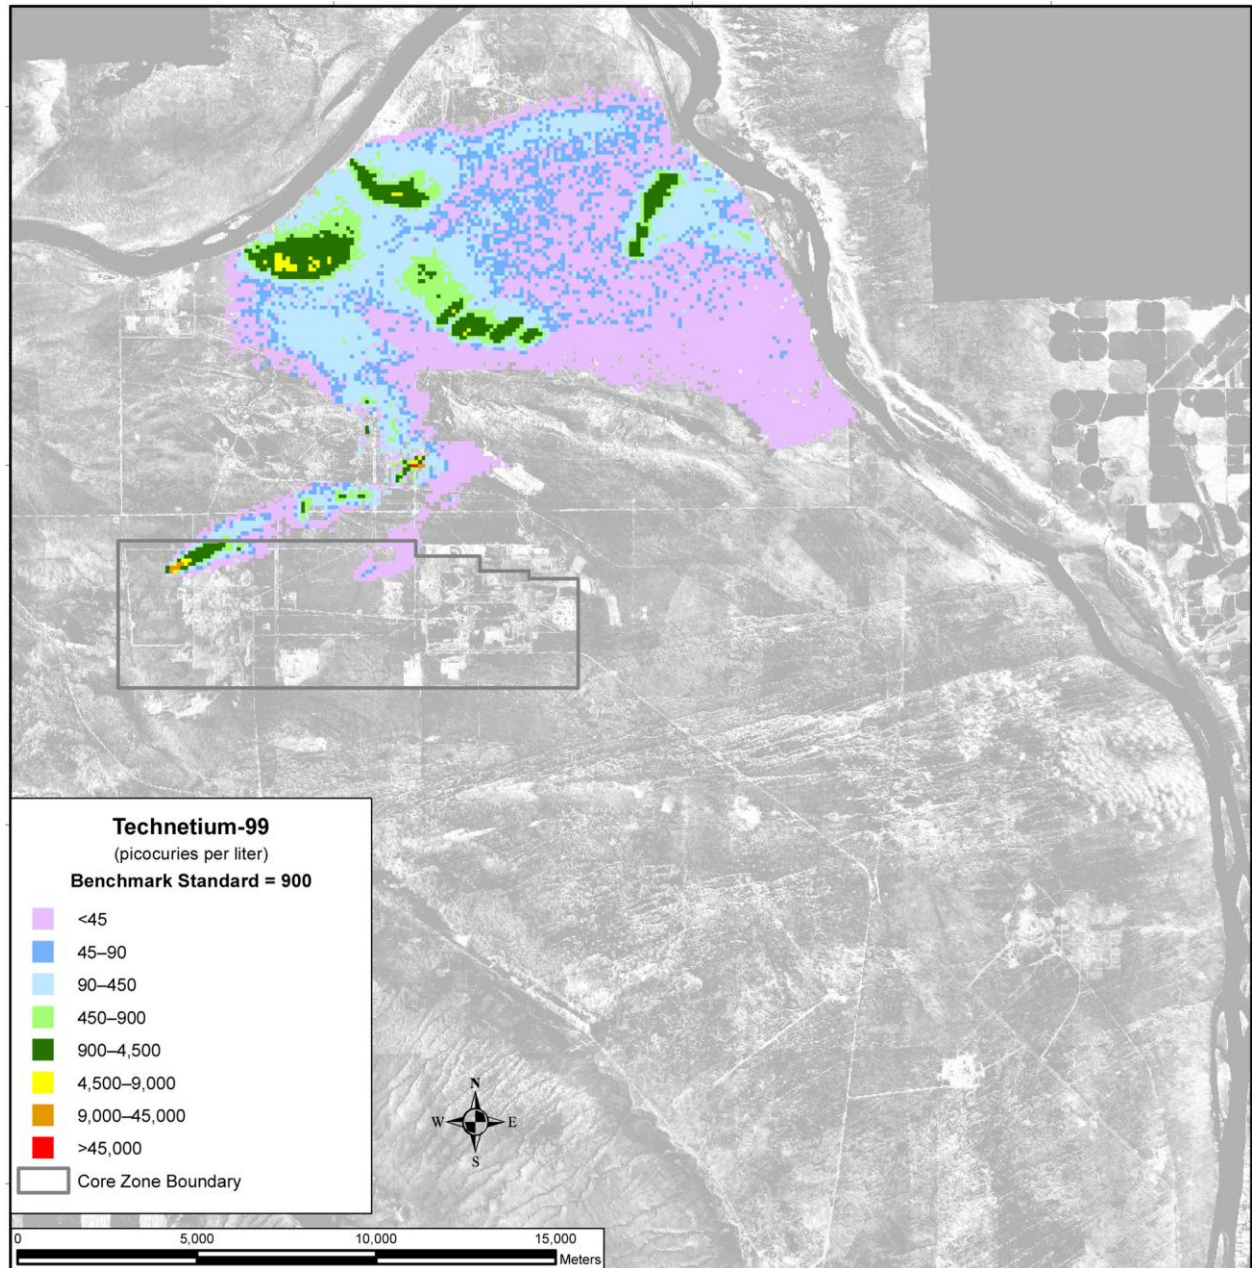 Technetium-99
(picocuries per liter)
Benchmark Standard = 900
<45
45–90
90–450
450–900
900–4,500
4,500–9,000
9,000–45,000
>45,000
Core Zone Boundary
N
W E
S
0 5,000 10,000 15,000
Meters